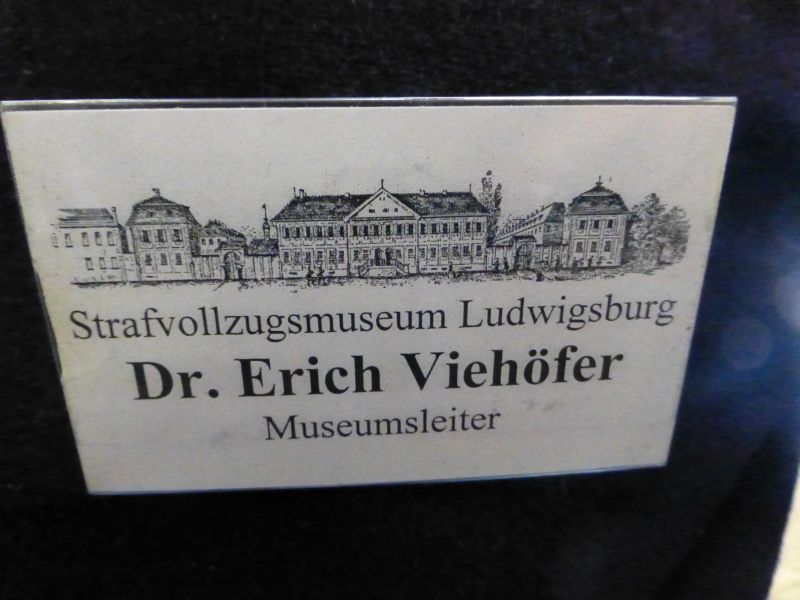 Strafvollzugsmuseum Ludwigsburg
Dr. Erich Viehöfer
Museumsleiter